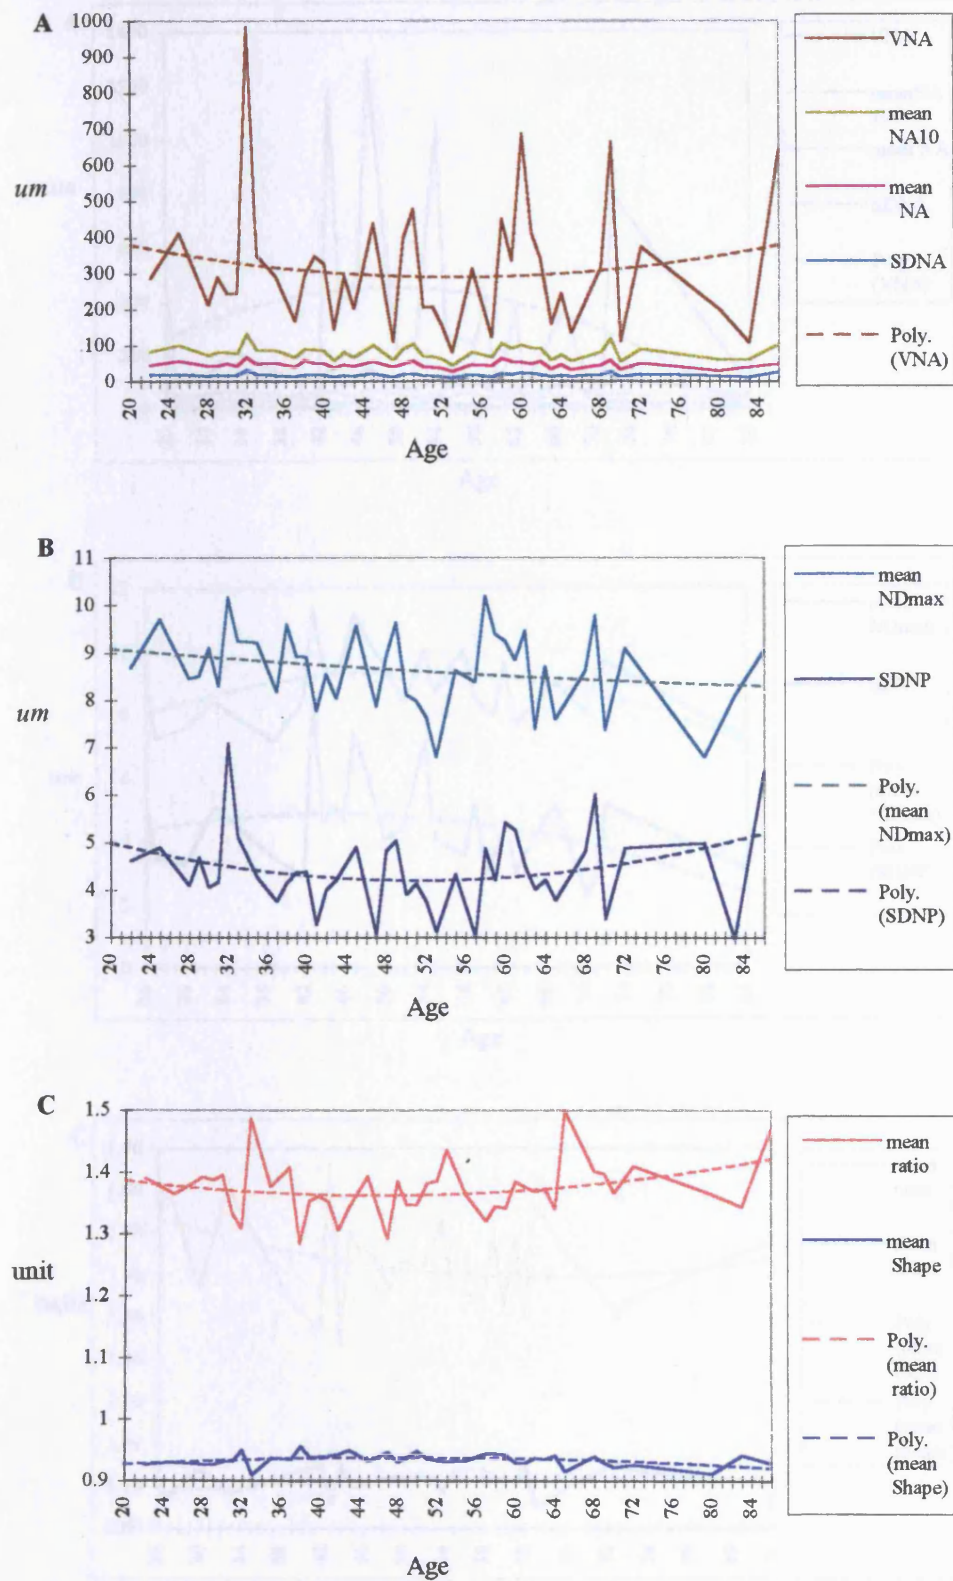 A
1000
900
800
700
600
500
400
300
200
100
0
um
20 24 28 32 36 40 44 48 52 56 60 64 68 72 76 80 84
Age
VNA
mean
NA10
mean
NA
SDNA
Poly.
(VNA)
B
11
10
9
8
7
6
5
4
3
um
20 24 28 32 36 40 44 48 52 56 60 64 68 72 76 80 84
Age
mean
NDmax
SDNP
Poly.
(mean
NDmax)
Poly.
(SDNP)
C
1.5
1.4
1.3
1.2
1.1
1
0.9
unit
20 24 28 32 36 40 44 48 52 56 60 64 68 72 76 80 84
Age
mean
ratio
mean
Shape
Poly.
(mean
ratio)
Poly.
(mean
Shape)